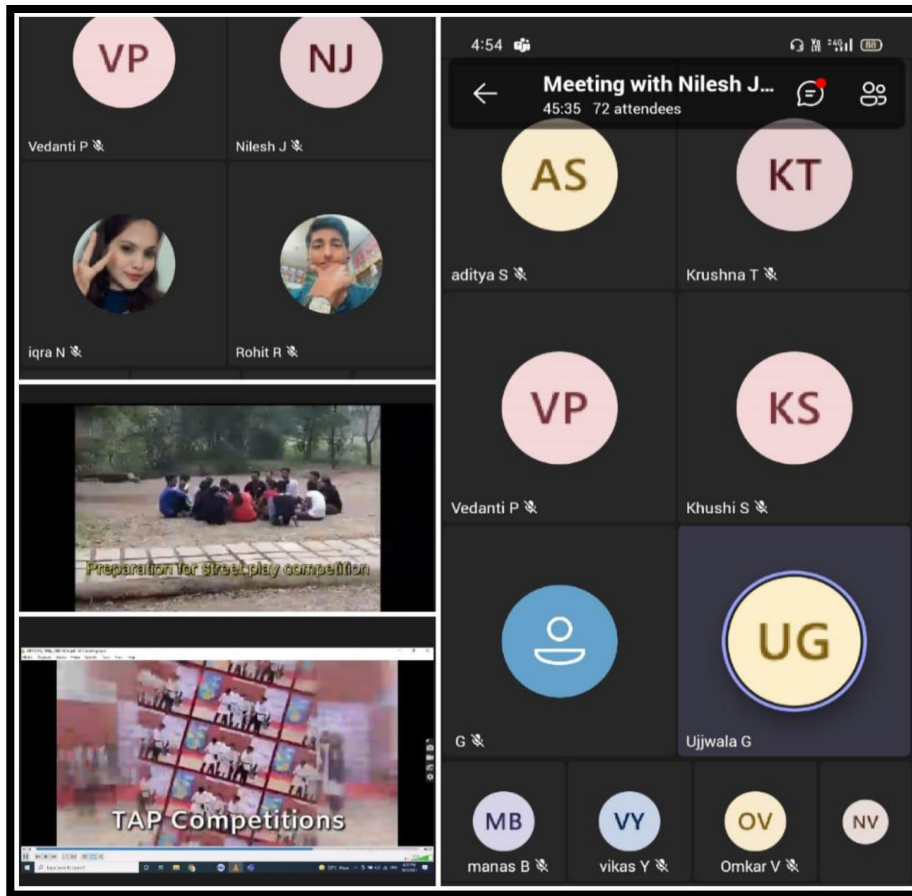 VP
NJ
Vedanti P
Nilesh J
iqra N
Rohit R
Preparation for street play competition
TAP Competitions
4:54
88
Meeting with Nilesh J...
45:35 72 attendees
AS
KT
aditya S
Krushna T
VP
KS
Vedanti P
Khushi S
UG
G
Ujjwala G
MB
VY
OV
NV
manas B
vikas Y
Omkar V